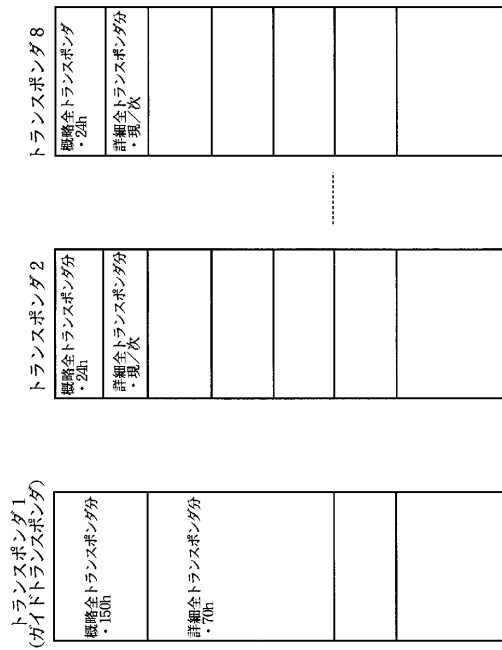 トランスポンダ1
(ガイドトランスポンダ)
概略全トランスポンダ分
・150h
詳細全トランスポンダ分
・70h
トランスポンダ2
概略全トランスポンダ分
・24h
詳細全トランスポンダ分
・現／次
トランスポンダ8
概略全トランスポンダ
・24h
詳細全トランスポンダ分
・現／次